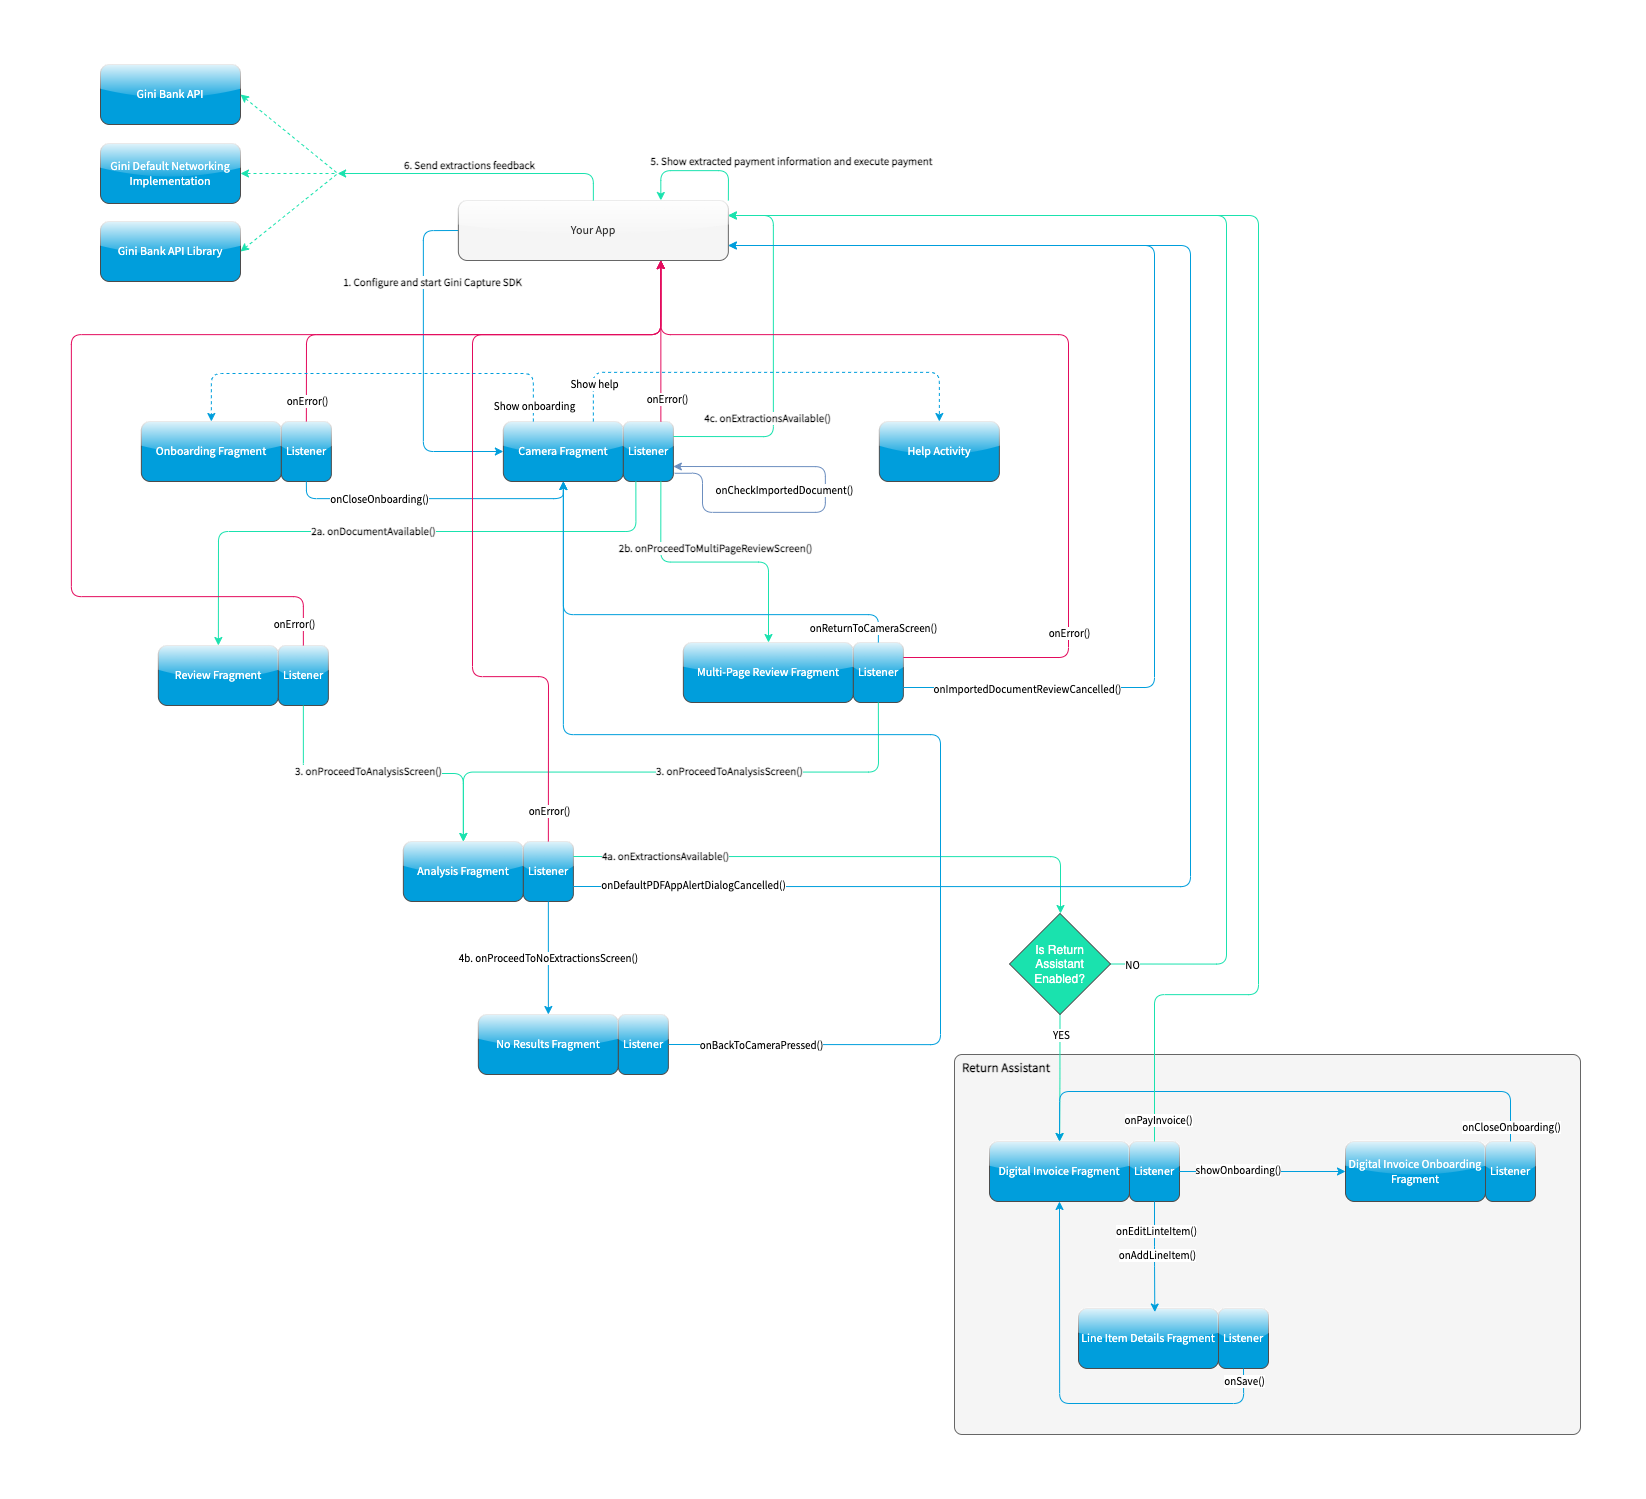 Gini Bank API
Gini Default Networking
Implementation
Gini Bank API Library
6. Send extractions feedback
5. Show extracted payment information and execute payment
Your App
1. Configure and start Gini Capture SDK
Show help
onError()
Show onboarding
onError()
4c. onExtractionsAvailable()
Onboarding Fragment
Listener
Camera Fragment
Listener
Help Activity
onCheckImportedDocument()
onCloseOnboarding()
2a. onDocumentAvailable()
2b. onProceedToMultiPageReviewScreen()
onError()
onReturnToCameraScreen()
onError()
Review Fragment
Listener
Multi-Page Review Fragment
Listener
onImportedDocumentReviewCancelled()
3. onProceedToAnalysisScreen()
3. onProceedToAnalysisScreen()
onError()
4a. onExtractionsAvailable()
Analysis Fragment
Listener
onDefaultPDFAppAlertDialogCancelled()
4b. onProceedToNoExtractionsScreen()
Is Return
Assistant
Enabled?
NO
YES
No Results Fragment
Listener
onBackToCameraPressed()
Return Assistant
onPayInvoice()
onCloseOnboarding()
Digital Invoice Fragment
Listener
showOnboarding()
Digital Invoice Onboarding
Fragment
Listener
onEditLinteItem()
onAddLineItem()
Line Item Details Fragment
Listener
onSave()